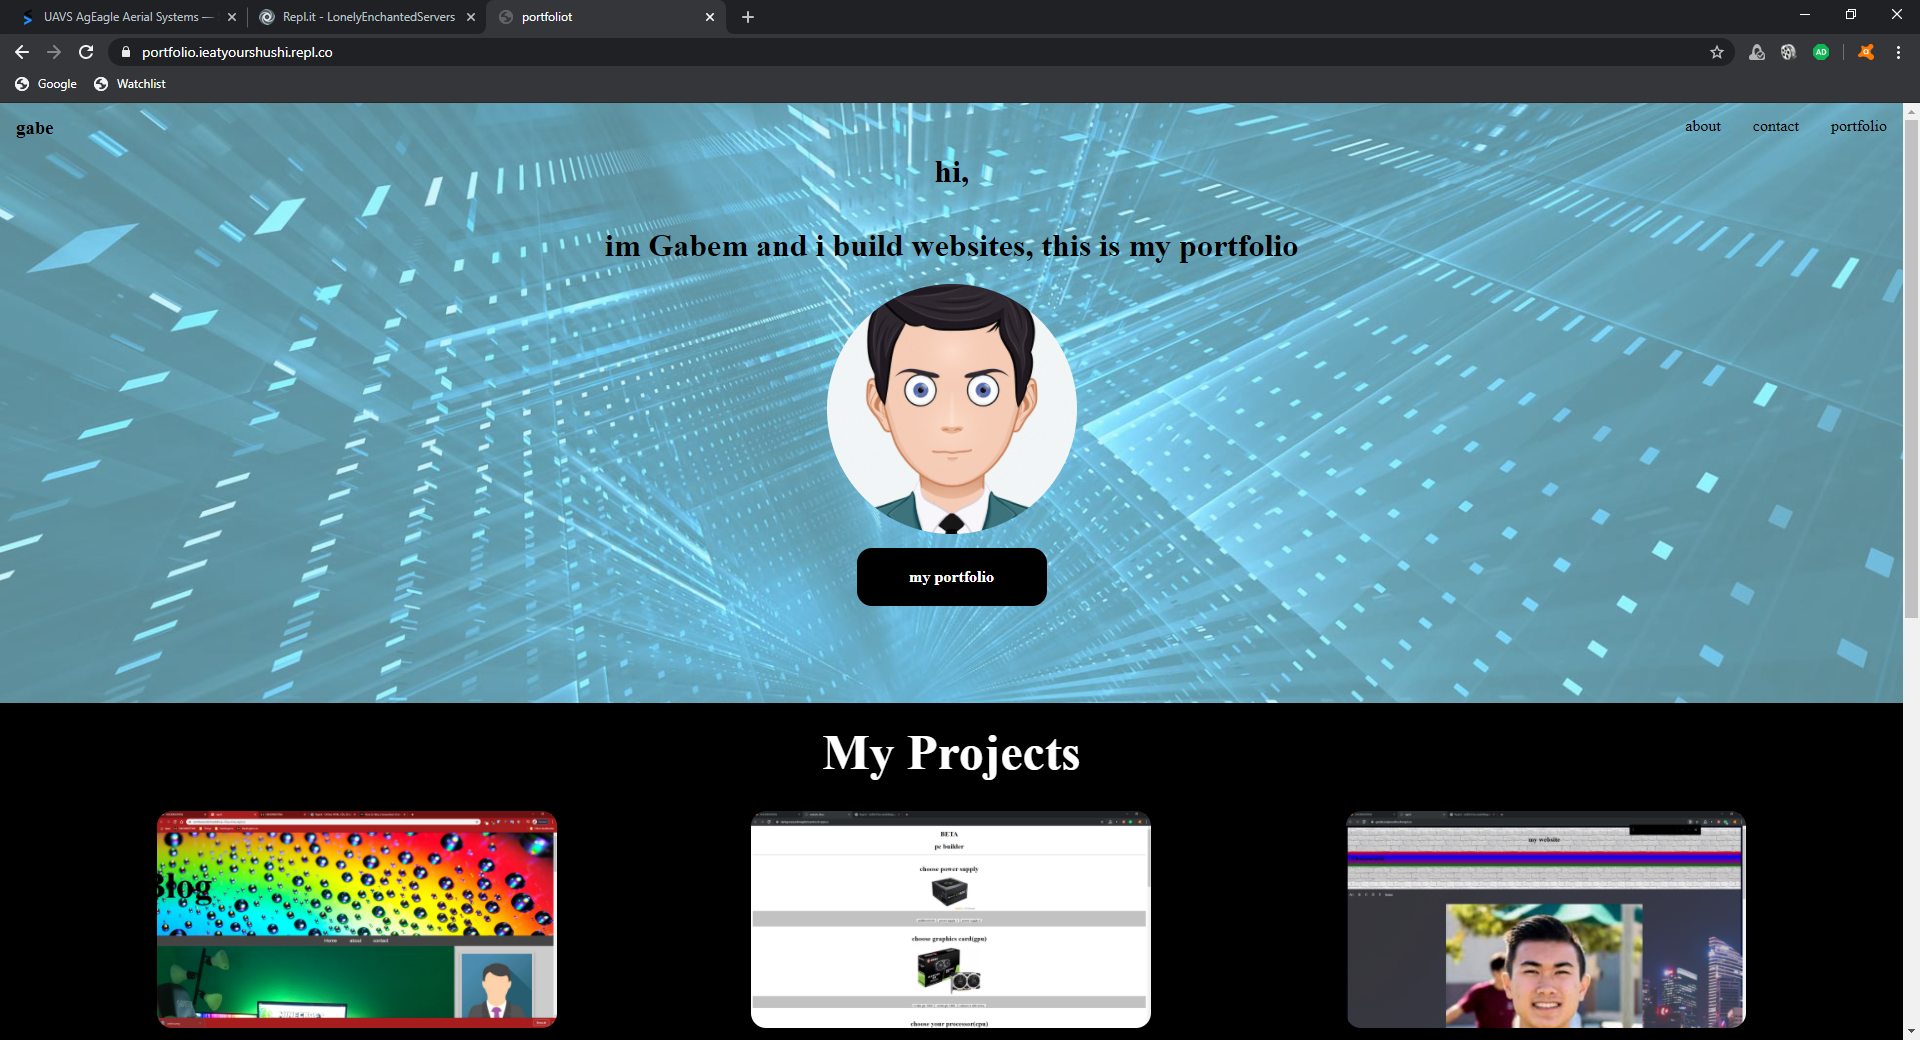 UAVS AgEagle Aerial Systems —
Repl.it - LonelyEnchantedServers
portfoliot
portfolio.ieatyourshushi.repl.co
AD
Google
Watchlist
gabe
about
contact
portfolio
hi,
im Gabem and i build websites, this is my portfolio
my portfolio
My Projects
Blog
Home about contact
BETA
pc builder
choose power supply
choose graphics card(gpu)
choose your processor(cpu)
my website